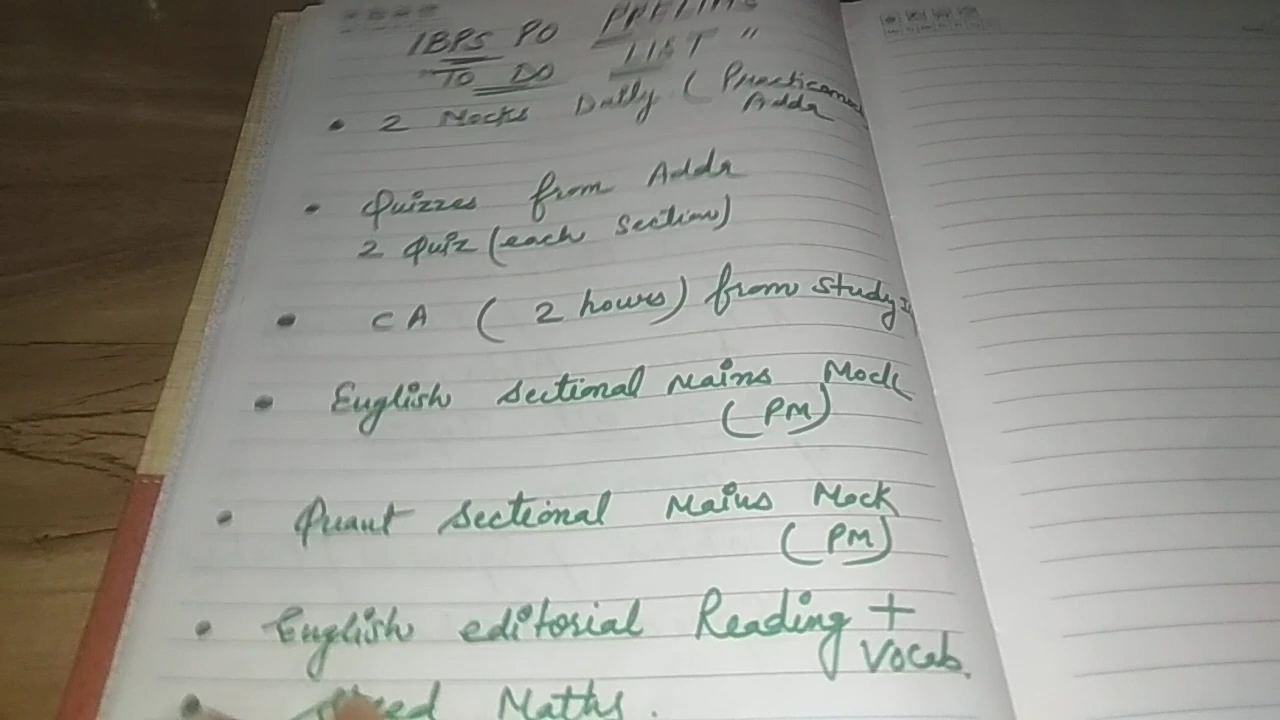 IBPS PO PRELIMS
"TO DO LIST"
• 2 Mocks Daily (Practicemock
Adda
• Quizzes from Adda
2 Quiz (each section)
• CA ( 2 hours) from study
• English sectional Mains Mock
(PM)
• Quant sectional Mains Mock
(PM)
• English editorial Reading +
Vocab.
• Maths.